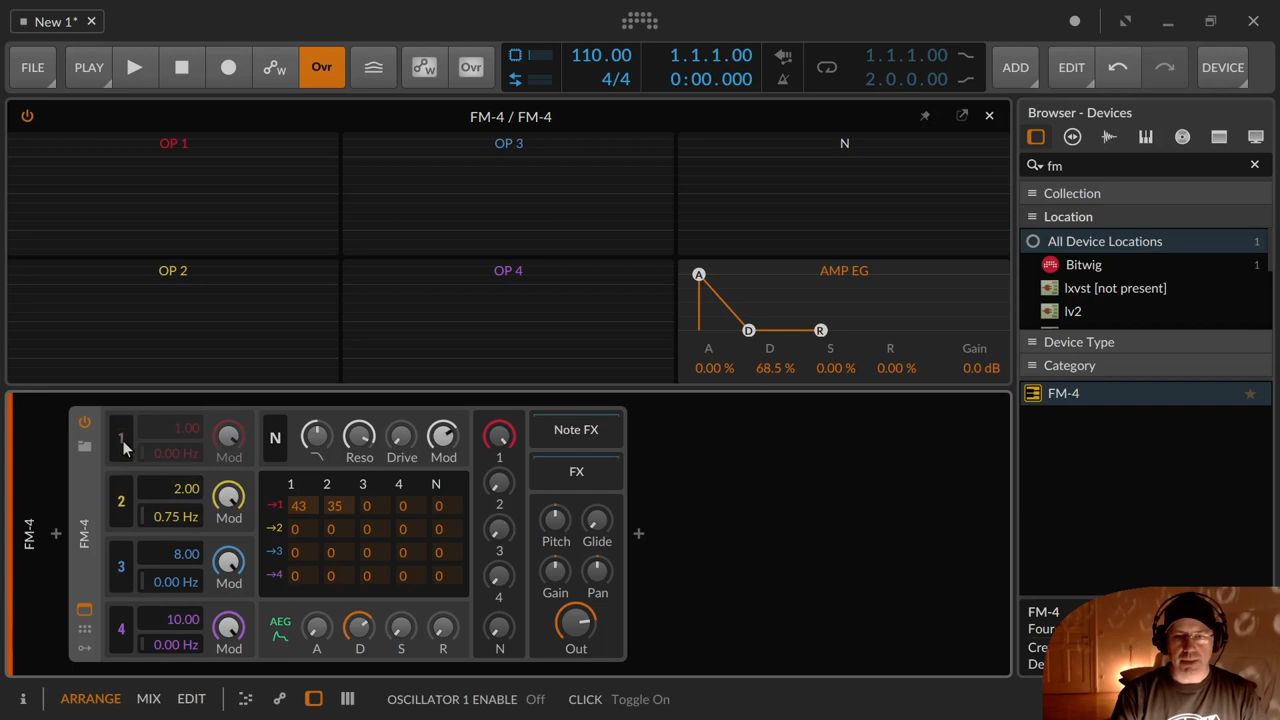 New 1*
FILE PLAY Ovr Ovr 110.00 4/4 1.1.1.00 0:00.000 1.1.1.00 2.0.0.00 ADD EDIT DEVICE
FM-4 / FM-4
OP 1 OP 3 N
OP 2 OP 4 AMP EG
A D R
A D S R Gain
0.00 % 68.5 % 0.00 % 0.00 % 0.0 dB
Browser - Devices
fm
Collection
Location
All Device Locations 1
Bitwig 1
lxvst [not present]
lv2
Device Type
Category
FM-4
FM-4
FM-4
1 1.00 0.00 Hz Mod
2 2.00 0.75 Hz Mod
3 8.00 0.00 Hz Mod
4 10.00 0.00 Hz Mod
N Reso Drive Mod
1 2 3 4 N
→1 43 35 0 0 0
→2 0 0 0 0 0
→3 0 0 0 0 0
→4 0 0 0 0 0
AEG A D S R
1
2
3
4
N
Note FX
FX
Pitch Glide
Gain Pan
Out
FM-4
Four
Cre
De
ARRANGE MIX EDIT OSCILLATOR 1 ENABLE Off CLICK Toggle On